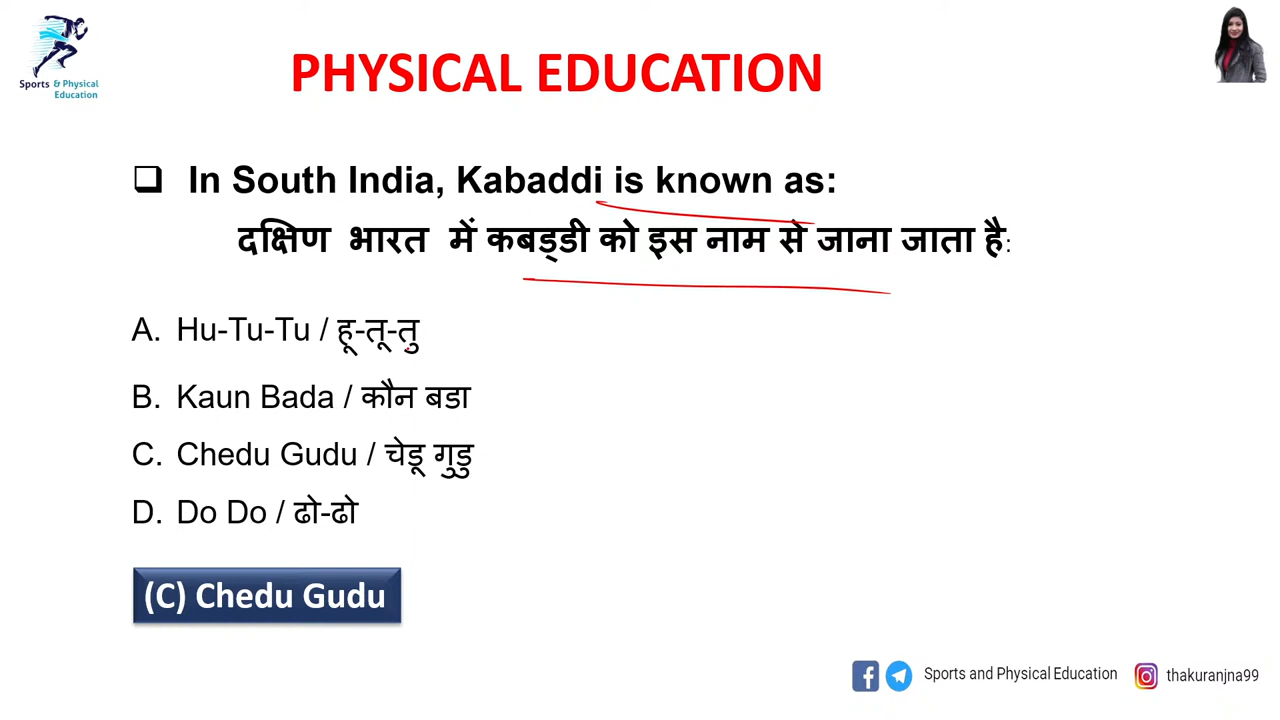 Sports & Physical
Education
PHYSICAL EDUCATION
In South India, Kabaddi is known as:
दक्षिण भारत में कबड्डी को इस नाम से जाना जाता है:
A. Hu-Tu-Tu / हू-तू-तु
B. Kaun Bada / कौन बडा
C. Chedu Gudu / चेडू गुडु
D. Do Do / ढो-ढो
(C) Chedu Gudu
Sports and Physical Education
thakuranjna99